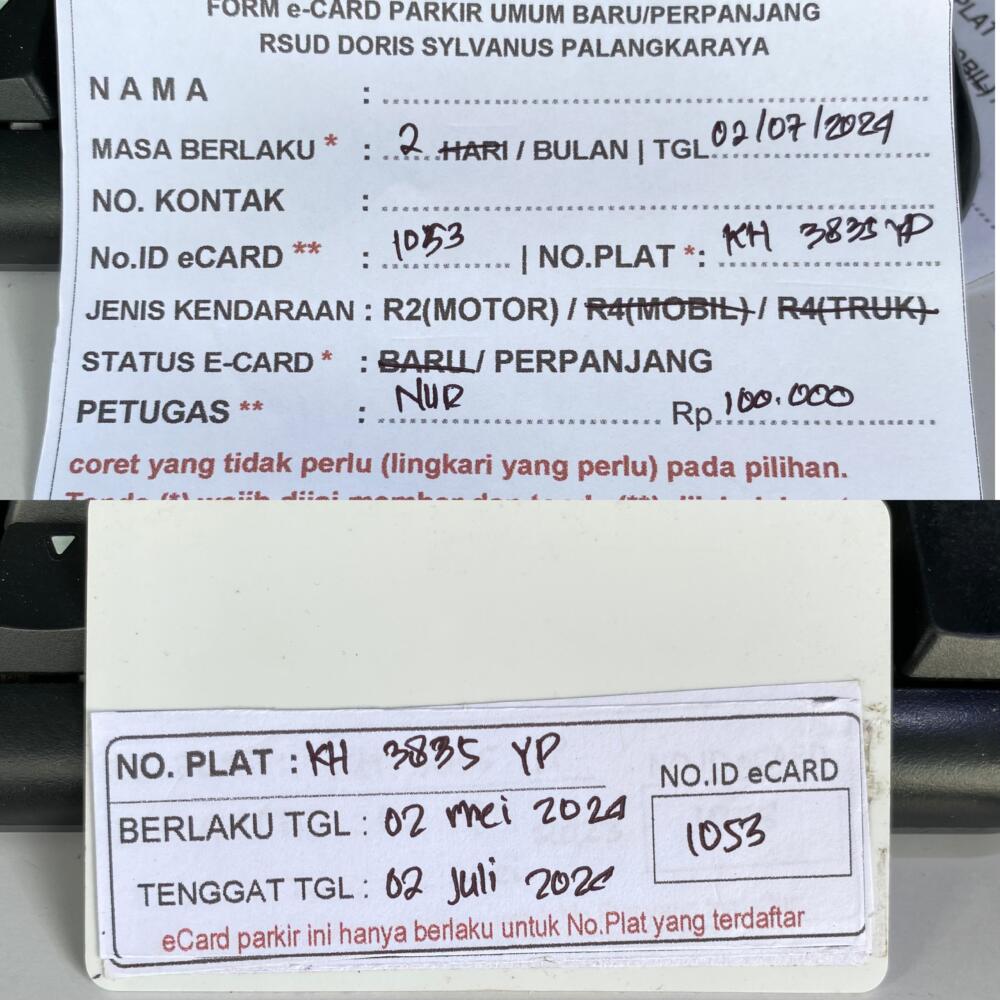 FORM e-CARD PARKIR UMUM BARU/PERPANJANG
RSUD DORIS SYLVANUS PALANGKARAYA
N A M A :
MASA BERLAKU * : 2 HARI / BULAN | TGL 02/07/2024
NO. KONTAK :
No.ID eCARD ** : 1053 | NO.PLAT *: KH 3835 YP
JENIS KENDARAAN : R2(MOTOR) / R4(MOBIL) / R4(TRUK)
STATUS E-CARD * : BARU / PERPANJANG
PETUGAS ** : NUR Rp 100.000
coret yang tidak perlu (lingkari yang perlu) pada pilihan.
NO. PLAT : KH 3835 YP
NO.ID eCARD
1053
BERLAKU TGL : 02 mei 2024
TENGGAT TGL : 02 Juli 2024
eCard parkir ini hanya berlaku untuk No.Plat yang terdaftar